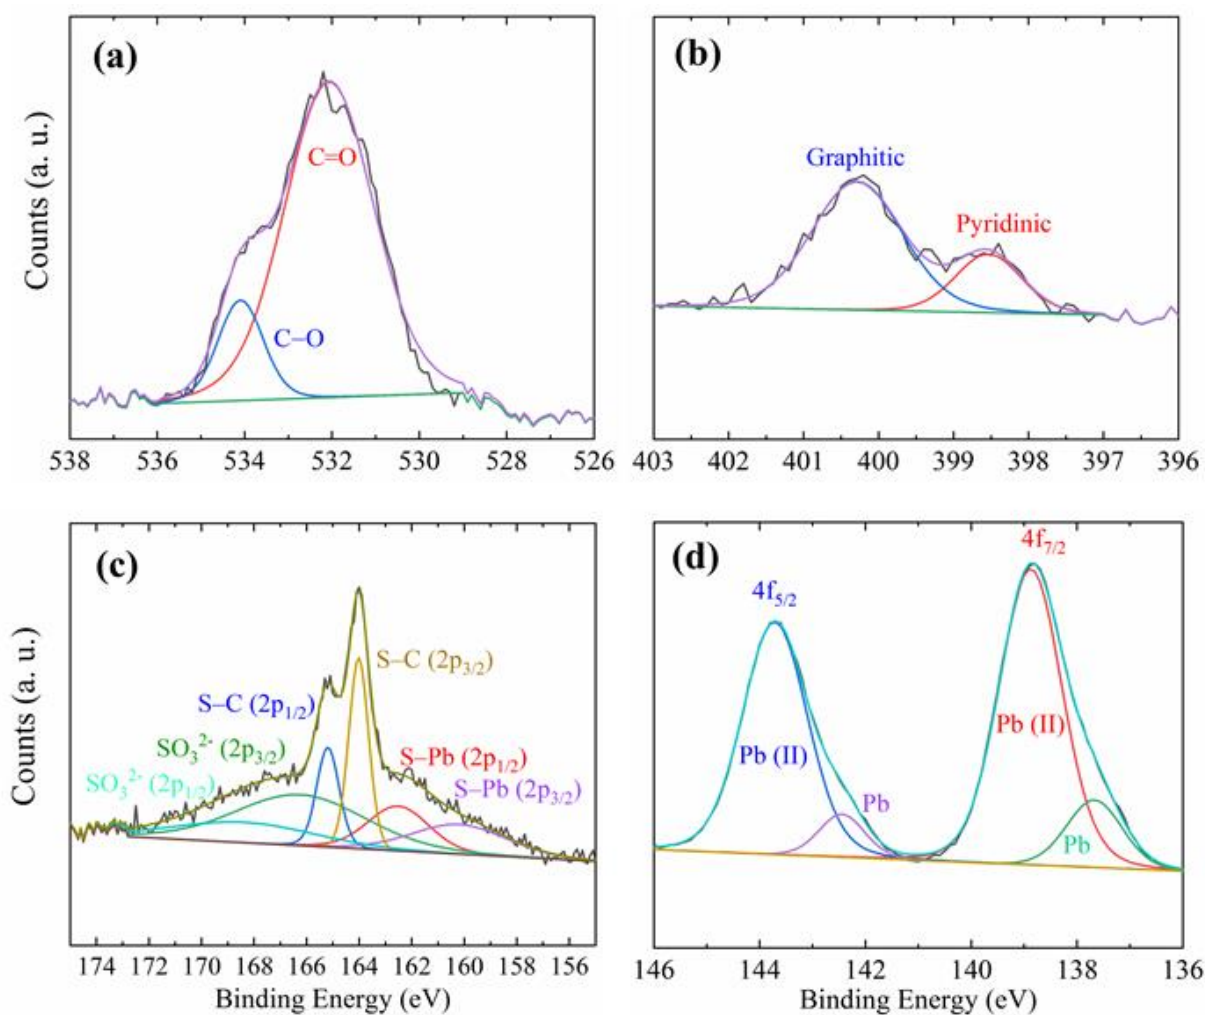 (a)
C=O
C–O
Counts (a. u.)
538 536 534 532 530 528 526
(b)
Graphitic
Pyridinic
403 402 401 400 399 398 397 396
(c)
S–C (2p3/2)
S–C (2p1/2)
SO₃²⁻ (2p3/2)
S–Pb (2p1/2)
SO₃²⁻ (2p1/2)
S–Pb (2p3/2)
Counts (a. u.)
174 172 170 168 166 164 162 160 158 156
Binding Energy (eV)
(d)
4f7/2
4f5/2
Pb (II)
Pb (II)
Pb
Pb
146 144 142 140 138 136
Binding Energy (eV)